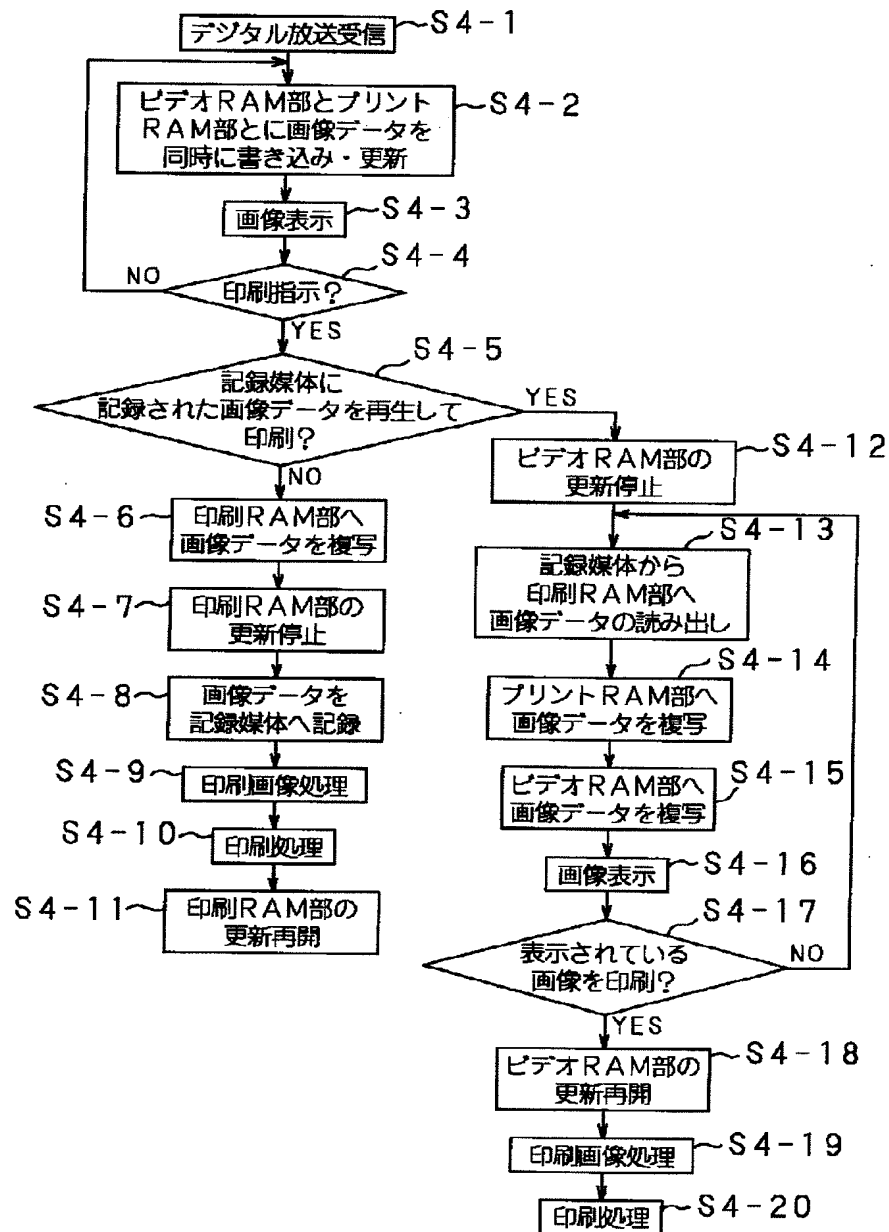 デジタル放送受信
S4-1
ビデオRAM部とプリント
RAM部とに画像データを
同時に書き込み・更新
S4-2
画像表示
S4-3
S4-4
NO
印刷指示?
YES
S4-5
記録媒体に
記録された画像データを再生して
印刷?
YES
NO
S4-6
印刷RAM部へ
画像データを複写
S4-7
印刷RAM部の
更新停止
S4-8
画像データを
記録媒体へ記録
S4-9
印刷画像処理
S4-10
印刷処理
S4-11
印刷RAM部の
更新再開
ビデオRAM部の
更新停止
S4-12
S4-13
記録媒体から
印刷RAM部へ
画像データの読み出し
S4-14
プリントRAM部へ
画像データを複写
S4-15
ビデオRAM部へ
画像データを複写
S4-16
画像表示
S4-17
表示されている
画像を印刷?
NO
YES
S4-18
ビデオRAM部の
更新再開
S4-19
印刷画像処理
S4-20
印刷処理